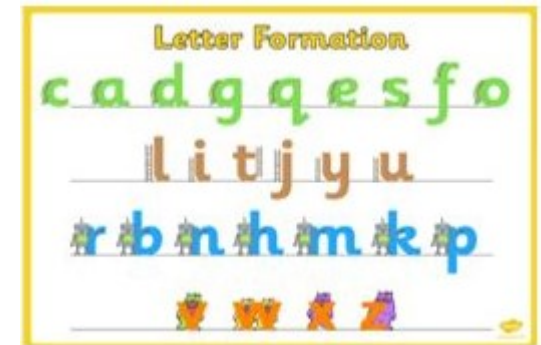 Letter Formation
c a d g q e s f o
l i t j y u
r b n h m k p
v w x z